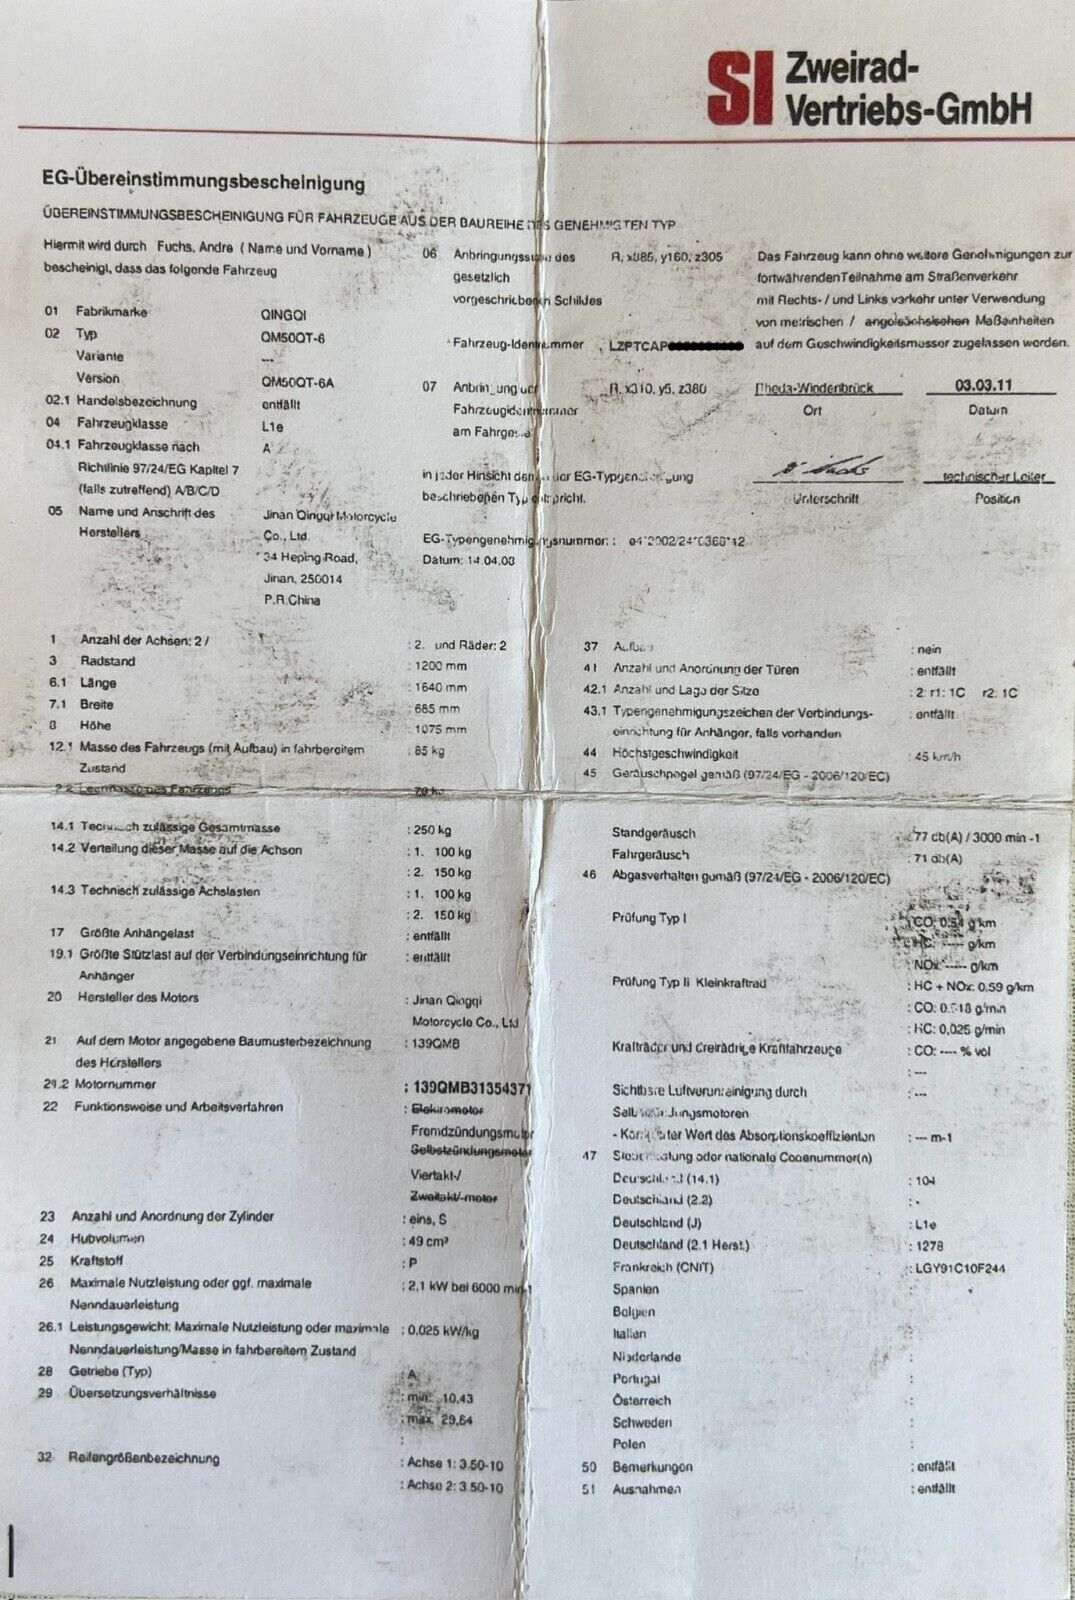 SI Zweirad-
Vertriebs-GmbH
EG-Übereinstimmungsbescheinigung
ÜBEREINSTIMMUNGSBESCHEINIGUNG FÜR FAHRZEUGE AUS DER BAUREIHE DES GENEHMIGTEN TYP
Hiermit wird durch Fuchs, Andre ( Name und Vorname )
bescheinigt, dass das folgende Fahrzeug
01 Fabrikmarke QINGQI
02 Typ QM50QT-6
Variante ---
Version QM50QT-6A
02.1 Handelsbezeichnung entfällt
04 Fahrzeugklasse L1e
04.1 Fahrzeugklasse nach A
Richtlinie 97/24/EG Kapitel 7
(falls zutreffend) A/B/C/D
05 Name und Anschrift des Jinan Qingqi Motorcycle
Herstellers Co., Ltd.
34 Heping Road,
Jinan, 250014
P.R.China
06 Anbringungsstelle des R, x085, y160, z305
gesetzlich
vorgeschriebenen Schildes
Fahrzeug-Identnummer LZPTCAP
07 Anbringung der R, x310, y5, z380
Fahrzeugidentnummer
am Fahrgestell
in jeder Hinsicht dem in der EG-Typgenehmigung
beschriebenen Typ entspricht.
EG-Typengenehmigungsnummer: : e4*2002/24*0368*12
Datum: 14.04.08
Das Fahrzeug kann ohne weitere Genehmigungen zur
fortwährenden Teilnahme am Straßenverkehr
mit Rechts- / und Links verkehr unter Verwendung
von metrischen / angelsächsischen Maßeinheiten
auf dem Geschwindigkeitsmesser zugelassen werden.
Rheda-Wiedenbrück 03.03.11
Ort Datum
technischer Leiter
Unterschrift Position
1 Anzahl der Achsen: 2 / : 2. und Räder: 2
3 Radstand : 1200 mm
6.1 Länge : 1640 mm
7.1 Breite : 685 mm
8 Höhe : 1075 mm
12.1 Masse des Fahrzeugs (mit Aufbau) in fahrbereitem : 85 kg
Zustand
2.2 Leermasse des Fahrzeugs 79 kg
14.1 Technisch zulässige Gesamtmasse : 250 kg
14.2 Verteilung dieser Masse auf die Achsen : 1. 100 kg
: 2. 150 kg
14.3 Technisch zulässige Achslasten : 1. 100 kg
: 2. 150 kg
17 Größte Anhängelast : entfällt
19.1 Größte Stützlast auf der Verbindungseinrichtung für : entfällt
Anhänger
20 Hersteller des Motors : Jinan Qingqi
Motorcycle Co., Ltd
21 Auf dem Motor angegebene Baumusterbezeichnung : 139QMB
des Herstellers
21.2 Motornummer : 139QMB31354371
22 Funktionsweise und Arbeitsverfahren : Elektromotor
Fremdzündungsmotor
Selbstzündungsmotor
Viertakt-/
Zweitakt/-motor
23 Anzahl und Anordnung der Zylinder : eins, S
24 Hubvolumen : 49 cm³
25 Kraftstoff : P
26 Maximale Nutzleistung oder ggf. maximale : 2,1 kW bei 6000 min-1
Nenndauerleistung
26.1 Leistungsgewicht: Maximale Nutzleistung oder maximale : 0,025 kW/kg
Nenndauerleistung/Masse in fahrbereitem Zustand
28 Getriebe (Typ) : A
29 Übersetzungsverhältnisse : min: 10,43
: max. 29,64
:
32 Reifengrößenbezeichnung : Achse 1: 3.50-10
: Achse 2: 3.50-10
37 Aufbau : nein
41 Anzahl und Anordnung der Türen : entfällt
42.1 Anzahl und Lage der Sitze : 2: r1: 1C r2: 1C
43.1 Typengenehmigungszeichen der Verbindungs- : entfällt
einrichtung für Anhänger, falls vorhanden
44 Höchstgeschwindigkeit : 45 km/h
45 Geräuschpegel gemäß (97/24/EG - 2006/120/EC)
Standgeräusch : 77 db(A) / 3000 min -1
Fahrgeräusch : 71 db(A)
46 Abgasverhalten gemäß (97/24/EG - 2006/120/EC)
Prüfung Typ I : CO: 0.54 g/km
: HC: ----- g/km
: NOx: ----- g/km
Prüfung Typ Ii Kleinkraftrad : HC + NOx: 0.59 g/km
: CO: 0.518 g/min
: HC: 0,025 g/min
Krafträder und dreirädrige Kraftfahrzeuge : CO: ---- % vol
: ---
Sichtbare Luftverunreinigung durch : ---
Selbstzündungsmotoren
- Korrigierter Wert des Absorptionskoeffizienten : --- m-1
47 Steuerleistung oder nationale Codenummer(n)
Deutschland (14.1) : 104
Deutschland (2.2) : -
Deutschland (J) : L1e
Deutschland (2.1 Herst.) : 1278
Frankreich (CNIT) : LGY91C10F244
Spanien :
Belgien
Italien
Niederlande :
Portugal :
Österreich :
Schweden :
Polen :
50 Bemerkungen : entfällt
51 Ausnahmen : entfällt